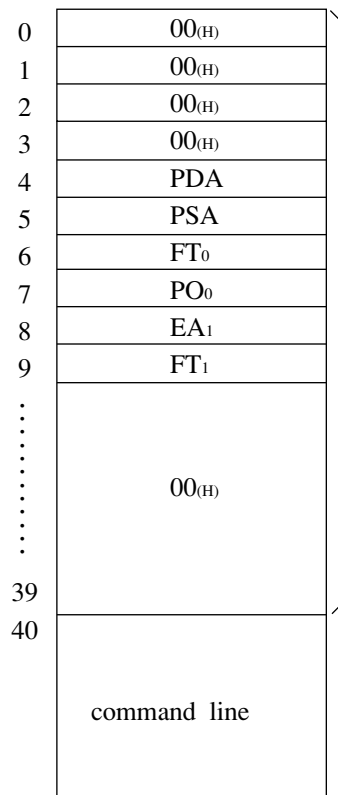 0 00(H)
1 00(H)
2 00(H)
3 00(H)
4 PDA
5 PSA
6 FT0
7 PO0
8 EA1
9 FT1
00(H)
39
40
command line